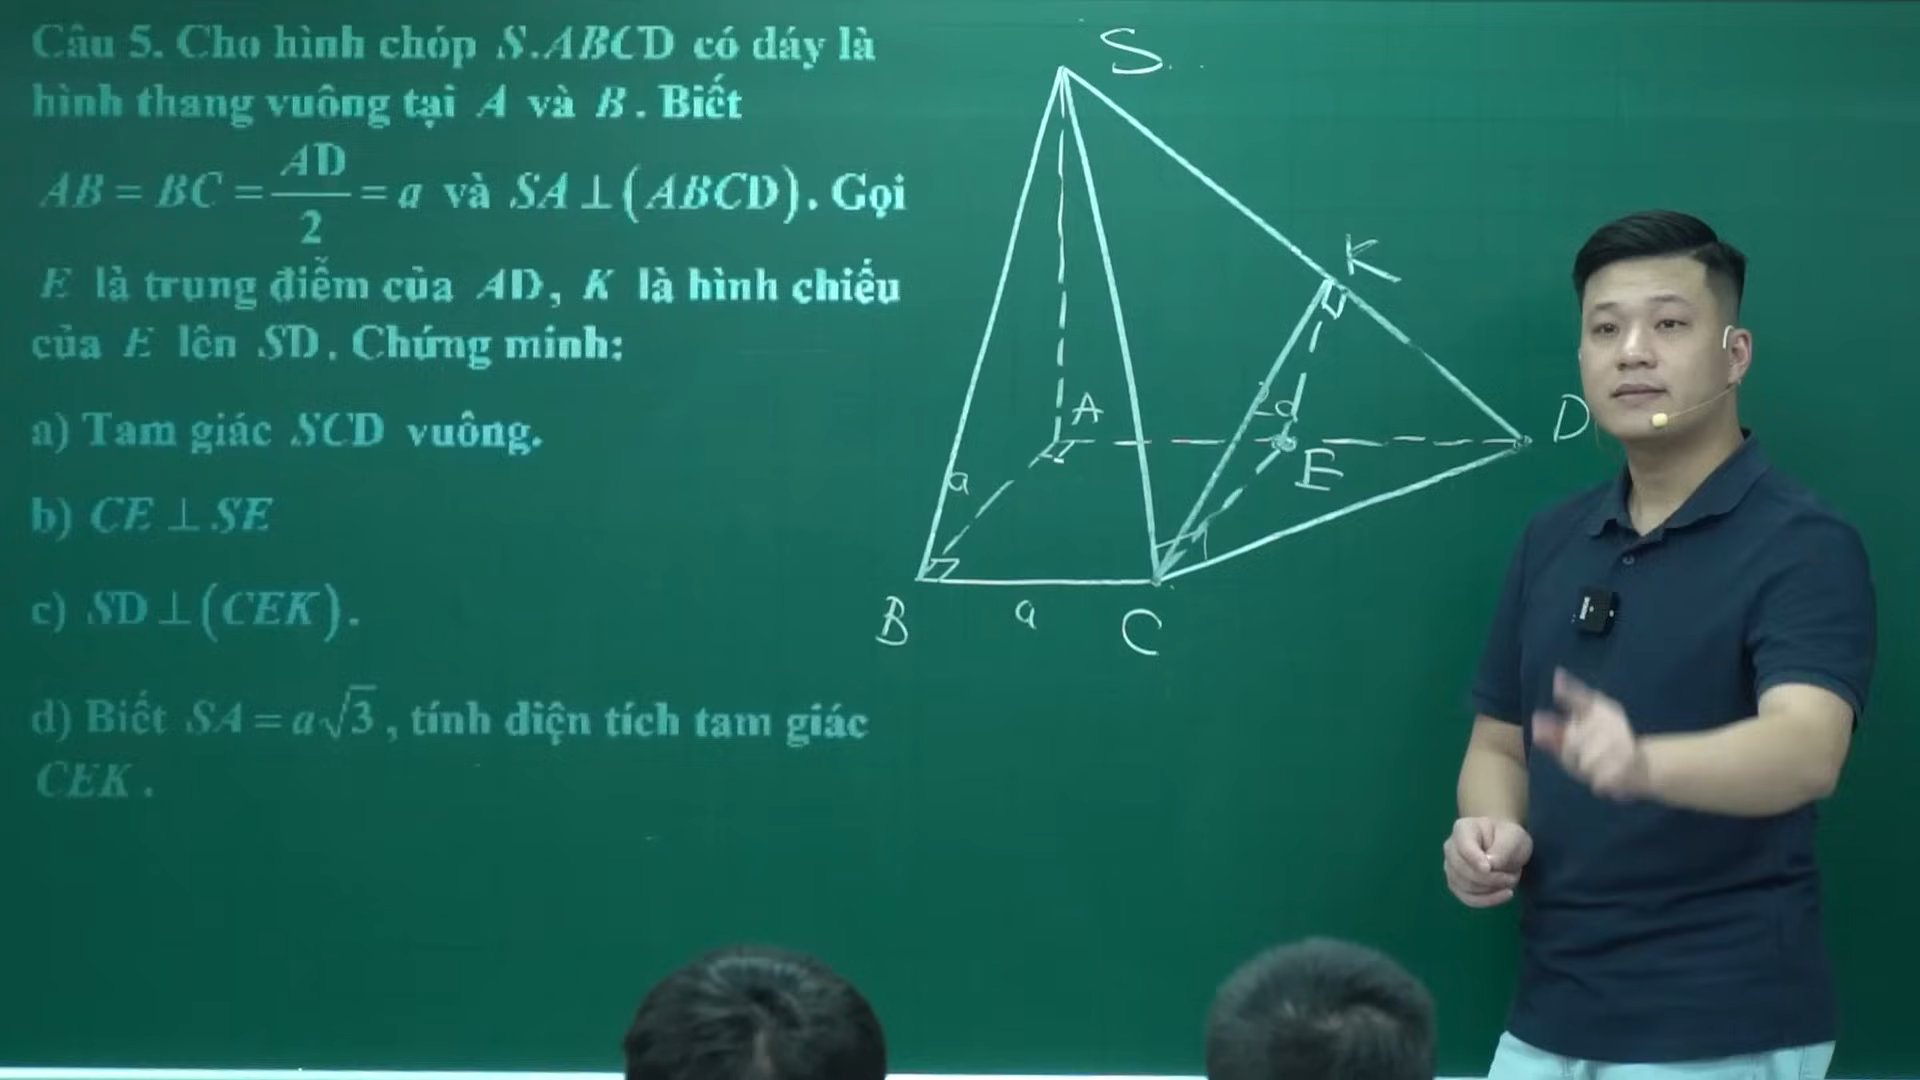 Câu 5. Cho hình chóp S.ABCD có đáy là
hình thang vuông tại A và B. Biết
AB = BC = AD/2 = a và SA ⊥ (ABCD). Gọi
E là trung điểm của AD, K là hình chiếu
của E lên SD. Chứng minh:
a) Tam giác SCD vuông.
b) CE ⊥ SE
c) SD ⊥ (CEK).
d) Biết SA = a√3, tính diện tích tam giác
CEK.
S
K
A
D
E
a
B
a
C